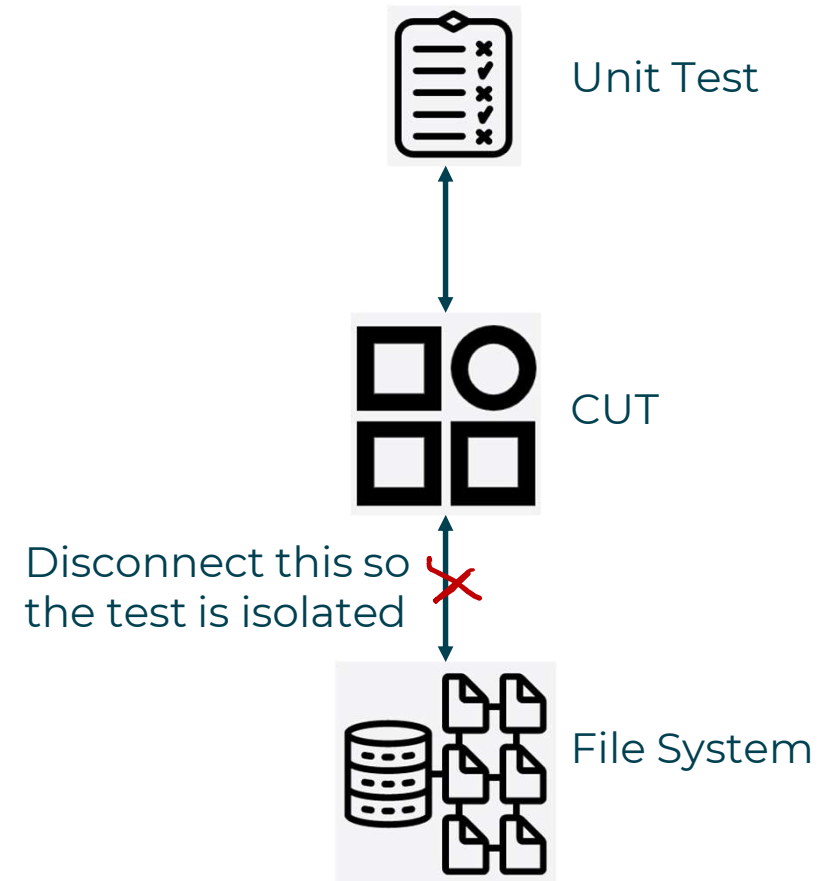 Unit Test
CUT
Disconnect this so
the test is isolated
File System